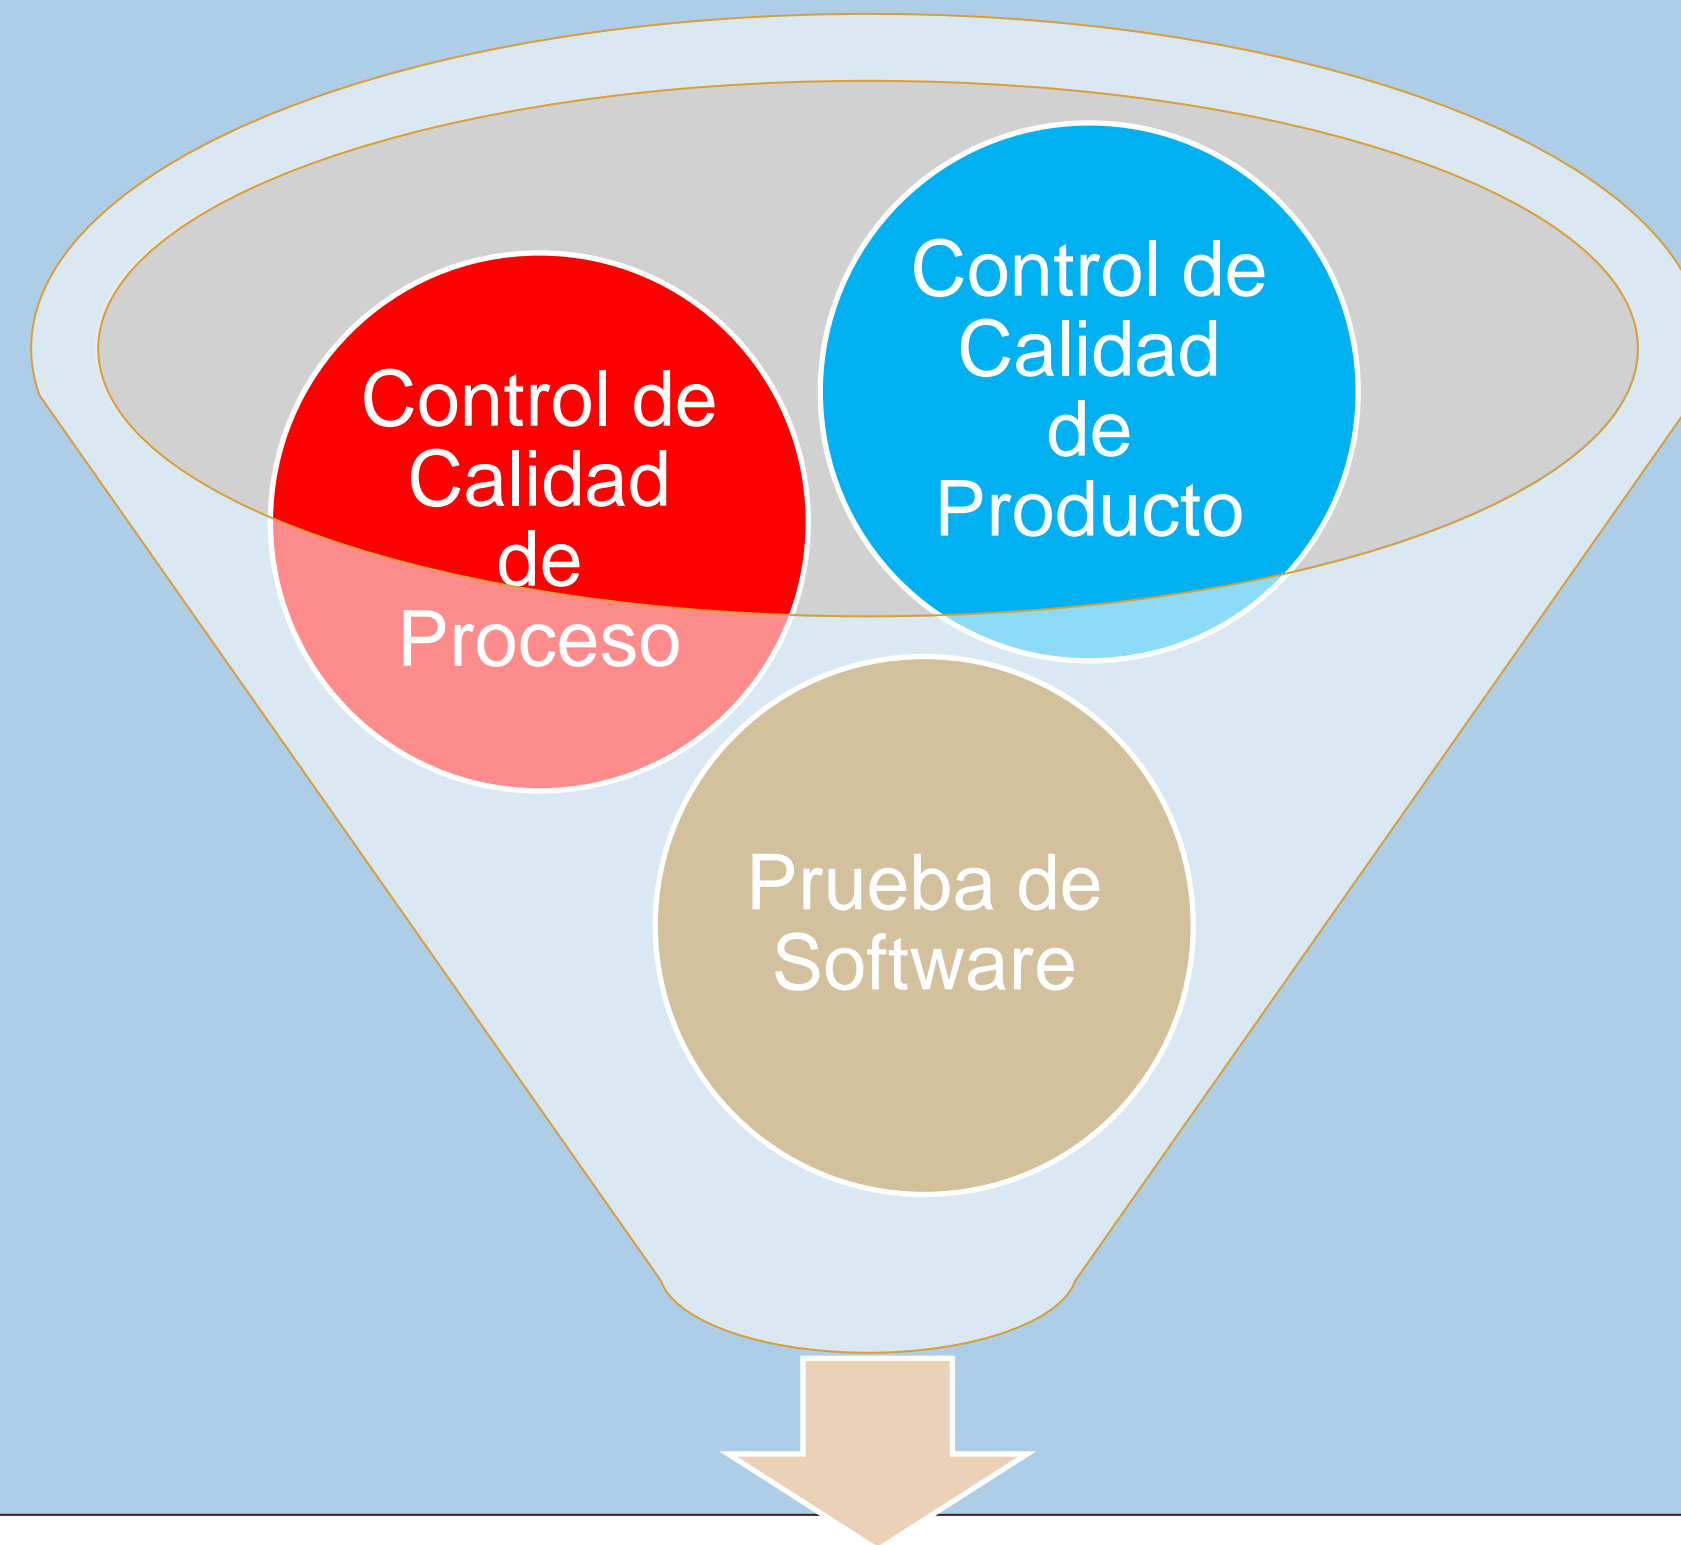 Control de
Calidad
de
Proceso
Control de
Calidad
de
Producto
Prueba de
Software